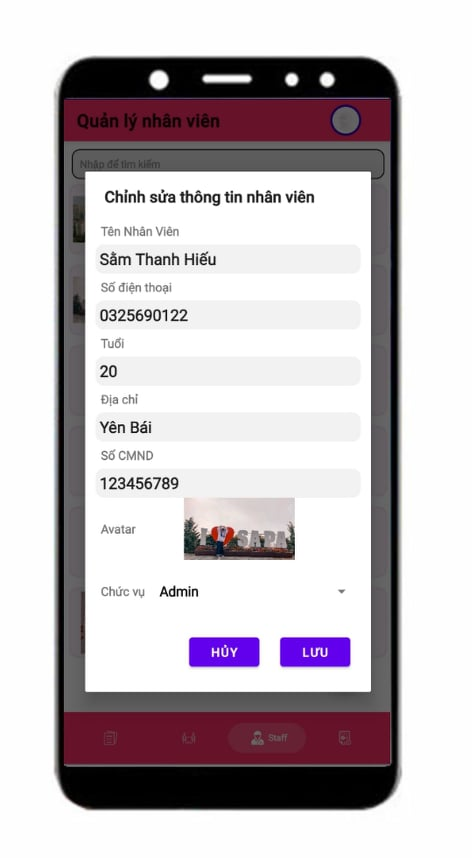 Quản lý nhân viên
Nhập để tìm kiếm
Chỉnh sửa thông tin nhân viên
Tên Nhân Viên
Sằm Thanh Hiếu
Số điện thoại
0325690122
Tuổi
20
Địa chỉ
Yên Bái
Số CMND
123456789
Avatar
I SAPA
Chức vụ Admin
HỦY LƯU
Staff